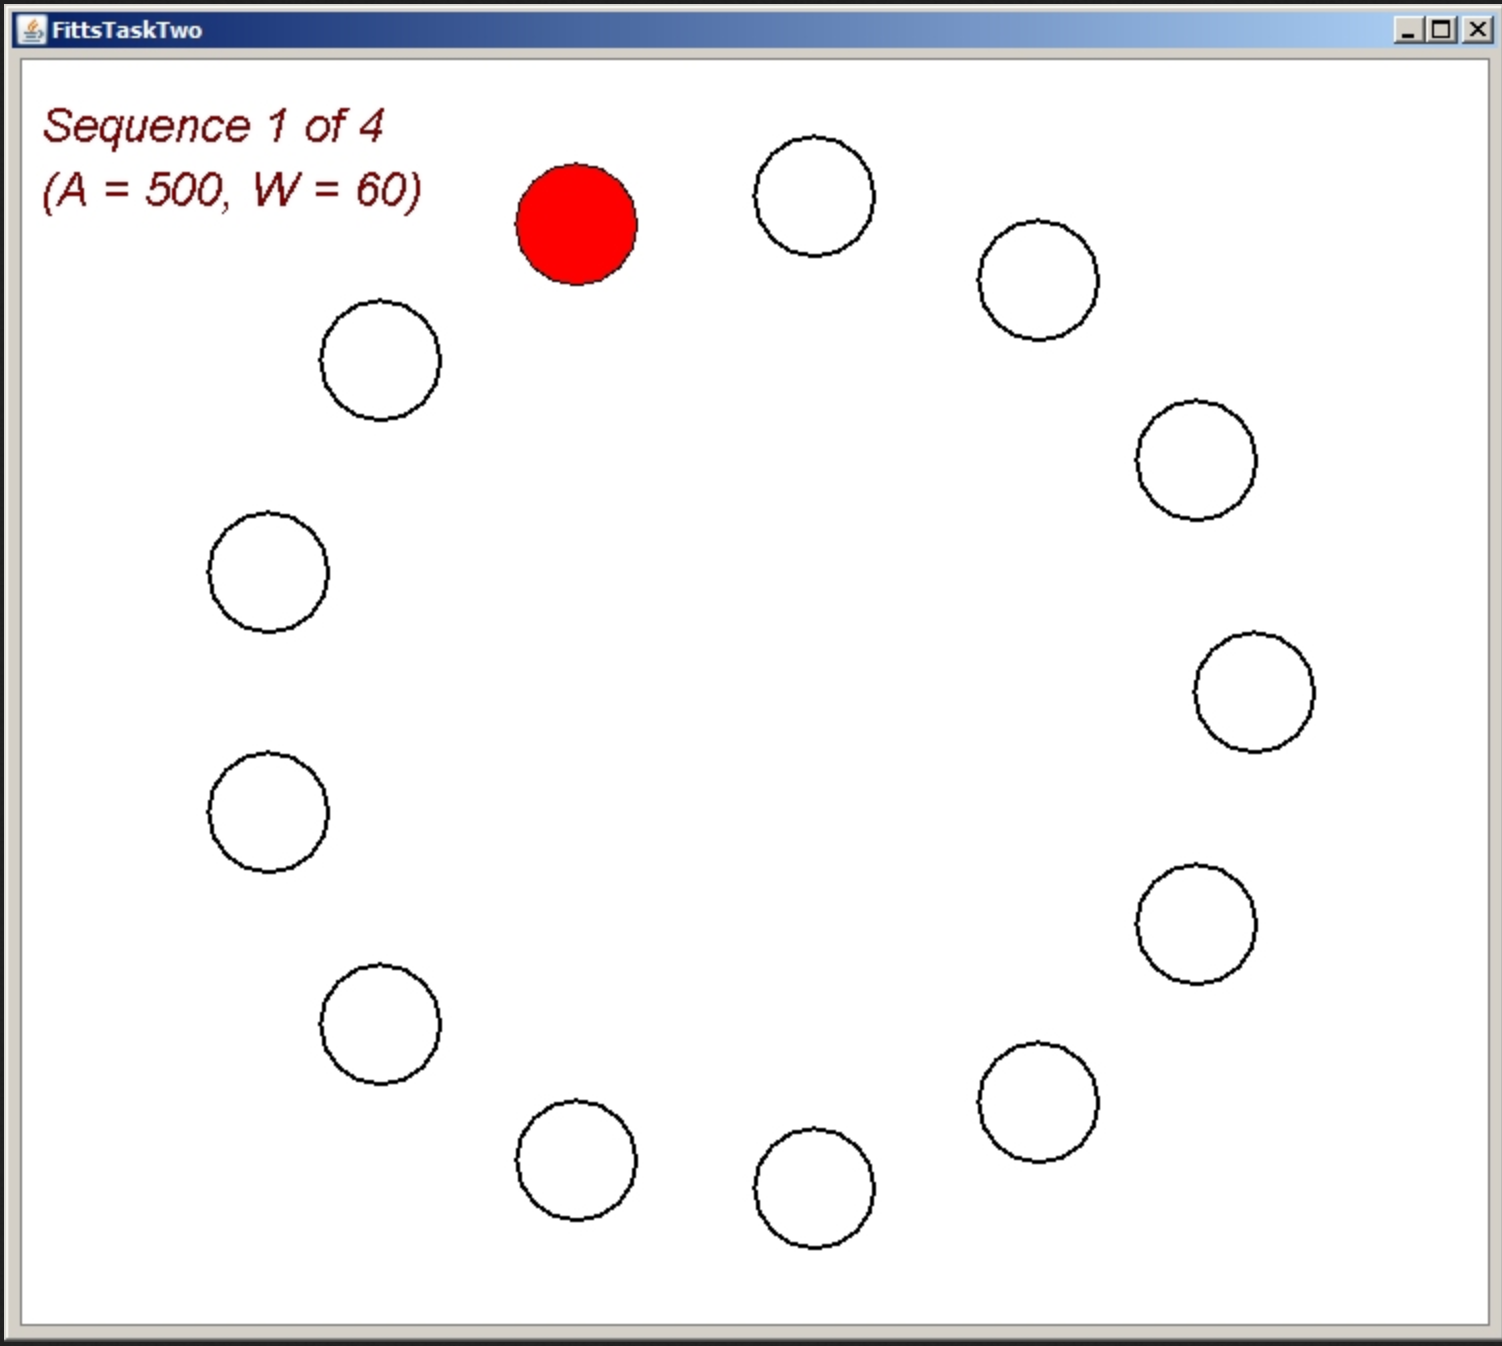 FittsTaskTwo
Sequence 1 of 4
(A = 500, W = 60)